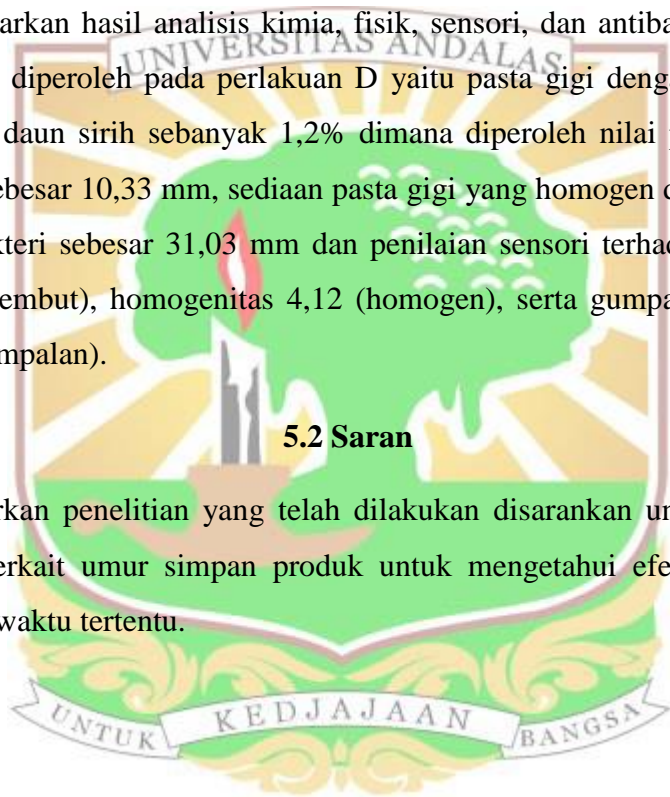 arkan hasil analisis kimia, fisik, sensori, dan antiba
UNIVERSITAS ANDALAS
diperoleh pada perlakuan D yaitu pasta gigi deng
daun sirih sebanyak 1,2% dimana diperoleh nilai
ebesar 10,33 mm, sediaan pasta gigi yang homogen
kteri sebesar 31,03 mm dan penilaian sensori terhad
embut), homogenitas 4,12 (homogen), serta gumpa
mpalan).
5.2 Saran
rkan penelitian yang telah dilakukan disarankan un
erkait umur simpan produk untuk mengetahui efe
waktu tertentu.
UNTUK KEDJAJAAN BANGSA